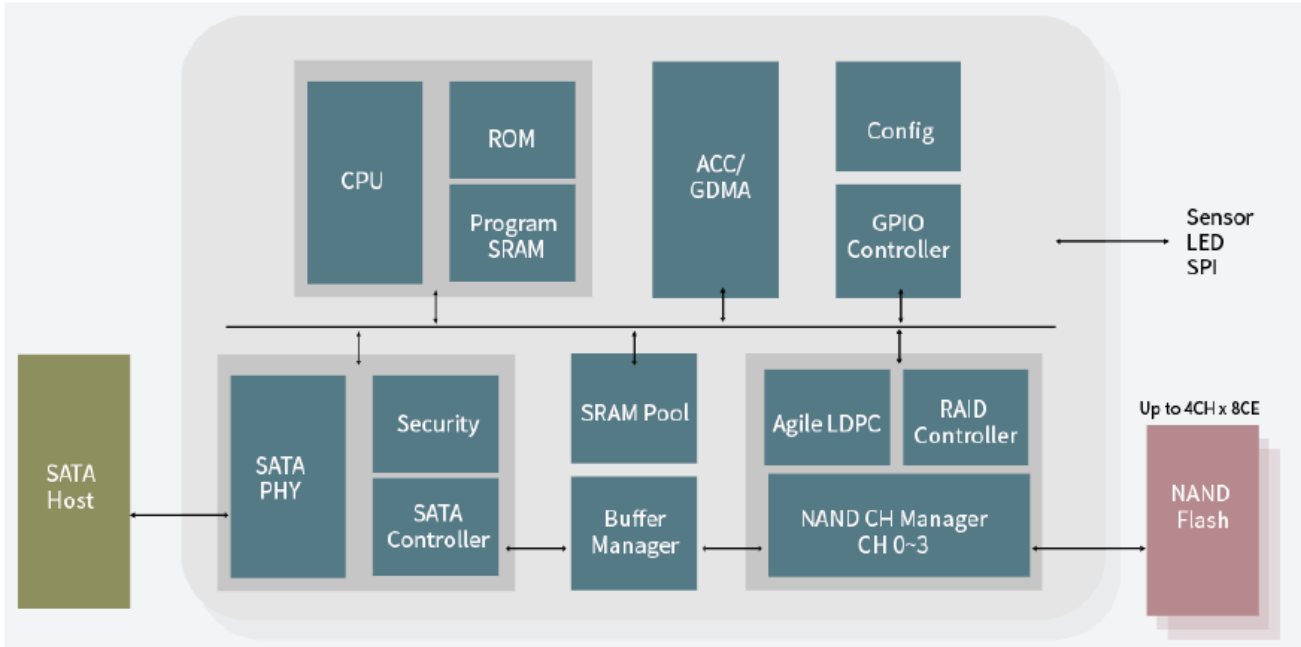 CPU
ROM
Program
SRAM
ACC/
GDMA
Config
GPIO
Controller
Sensor
LED
SPI
SATA
Host
SATA
PHY
Security
SATA
Controller
SRAM Pool
Buffer
Manager
Agile LDPC
RAID
Controller
NAND CH Manager
CH 0~3
Up to 4CH x 8CE
NAND
Flash